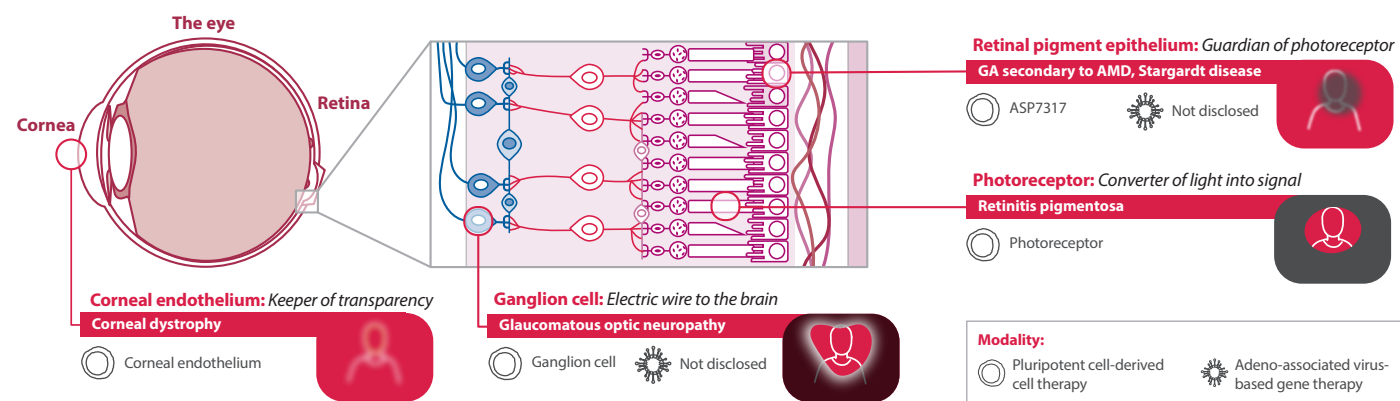 The eye
Cornea
Retina
Retinal pigment epithelium: Guardian of photoreceptor
GA secondary to AMD, Stargardt disease
ASP7317
Not disclosed
Photoreceptor: Converter of light into signal
Retinitis pigmentosa
Photoreceptor
Corneal endothelium: Keeper of transparency
Corneal dystrophy
Corneal endothelium
Ganglion cell: Electric wire to the brain
Glaucomatous optic neuropathy
Ganglion cell
Not disclosed
Modality:
Pluripotent cell-derived
cell therapy
Adeno-associated virus-
based gene therapy